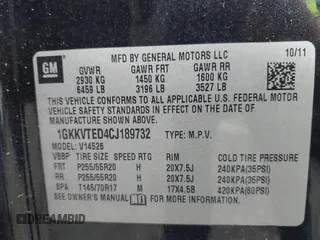 GM
MFD BY GENERAL MOTORS LLC 10/11
GVWR GAWR FRT GAWR RR
2930 KG 1450 KG 1600 KG
6459 LB 3196 LB 3527 LB
THIS VEHICLE CONFORMS TO ALL APPLICABLE U.S. FEDERAL
MOTOR VEHICLE SAFETY AND THEFT PREVENTION STANDARDS
IN EFFECT ON THE DATE OF MANUFACTURE SHOWN ABOVE.
1GKKVTED4CJ189732 TYPE: M.P.V.
MODEL: V14526
VBBP TIRE SIZE SPEED RTG RIM COLD TIRE PRESSURE
FRT P255/55R20 H 20X7.5J 240KPA(35PSI)
RR P255/55R20 H 20X7.5J 240KPA(35PSI)
SPA T145/70R17 M 17X4.5B 420KPA(60PSI)
SEE OWNER'S MANUAL FOR MORE INFORMATION.
© DREAMBID